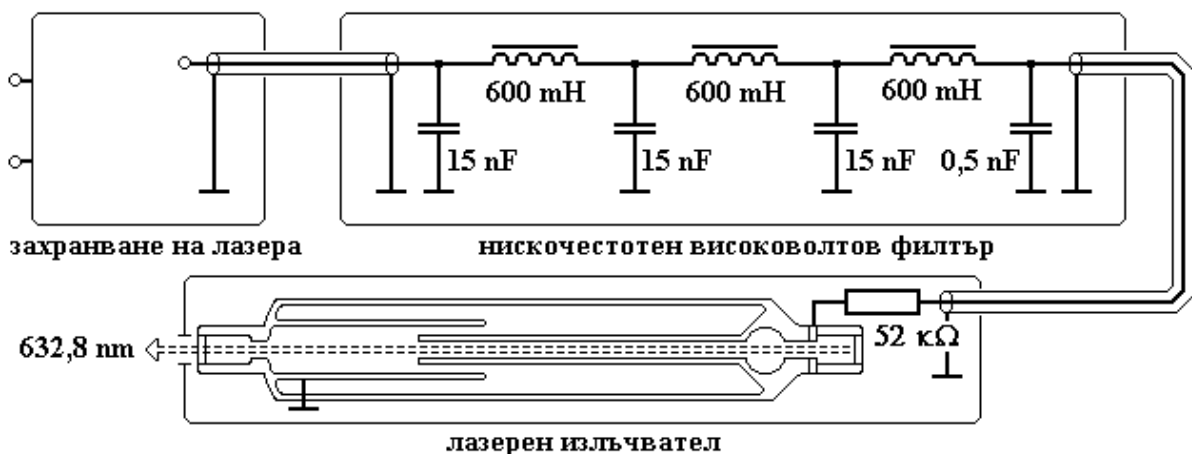 600 mH 600 mH 600 mH
15 nF 15 nF 15 nF 0,5 nF
захранване на лазера нискочестотен високоволтов филтър
52 кΩ
632,8 nm
лазерен излъчвател